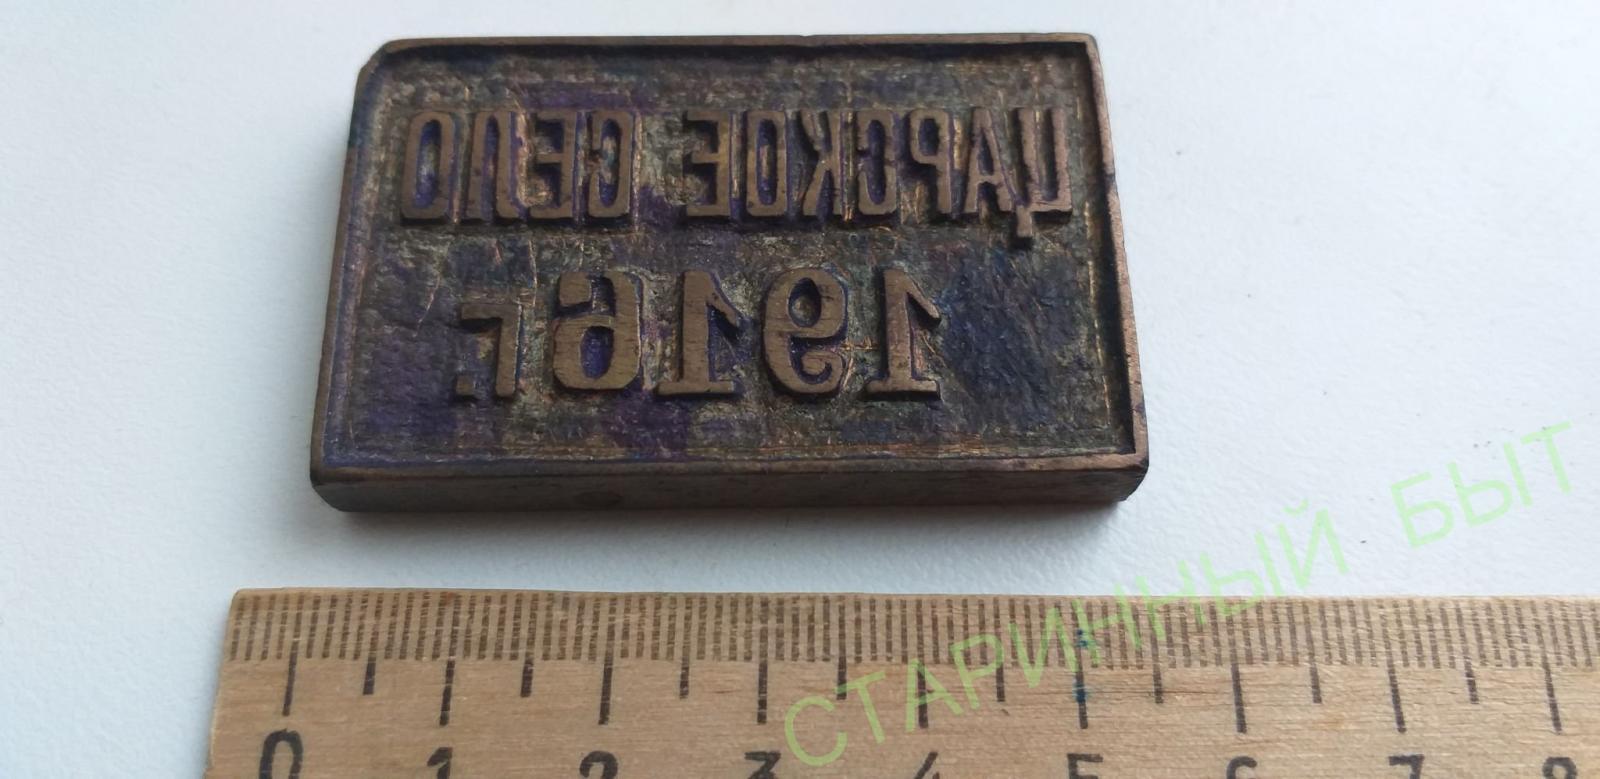 ЦАРСКОЕ СЕЛО
1916г.
СТАРИННЫЙ БЫТ
0 1 2 3 4 5 6 7 8